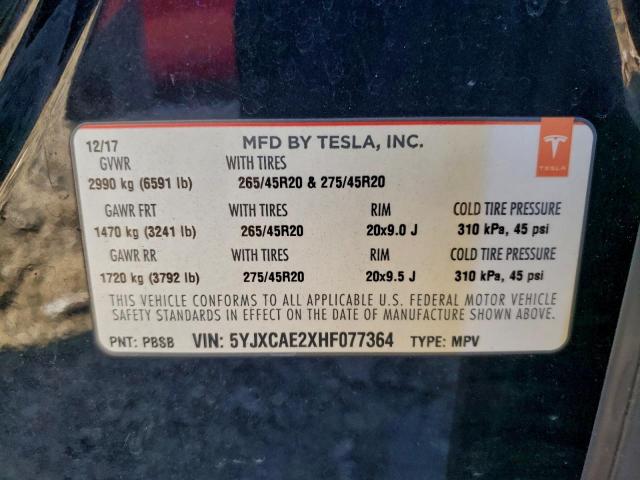 12/17 MFD BY TESLA, INC.
GVWR WITH TIRES
2990 kg (6591 lb) 265/45R20 & 275/45R20
TESLA
GAWR FRT WITH TIRES RIM COLD TIRE PRESSURE
1470 kg (3241 lb) 265/45R20 20x9.0 J 310 kPa, 45 psi
GAWR RR WITH TIRES RIM COLD TIRE PRESSURE
1720 kg (3792 lb) 275/45R20 20x9.5 J 310 kPa, 45 psi
THIS VEHICLE CONFORMS TO ALL APPLICABLE U.S. FEDERAL MOTOR VEHICLE
SAFETY STANDARDS IN EFFECT ON THE DATE OF MANUFACTURE SHOWN ABOVE.
PNT: PBSB VIN: 5YJXCAE2XHF077364 TYPE: MPV